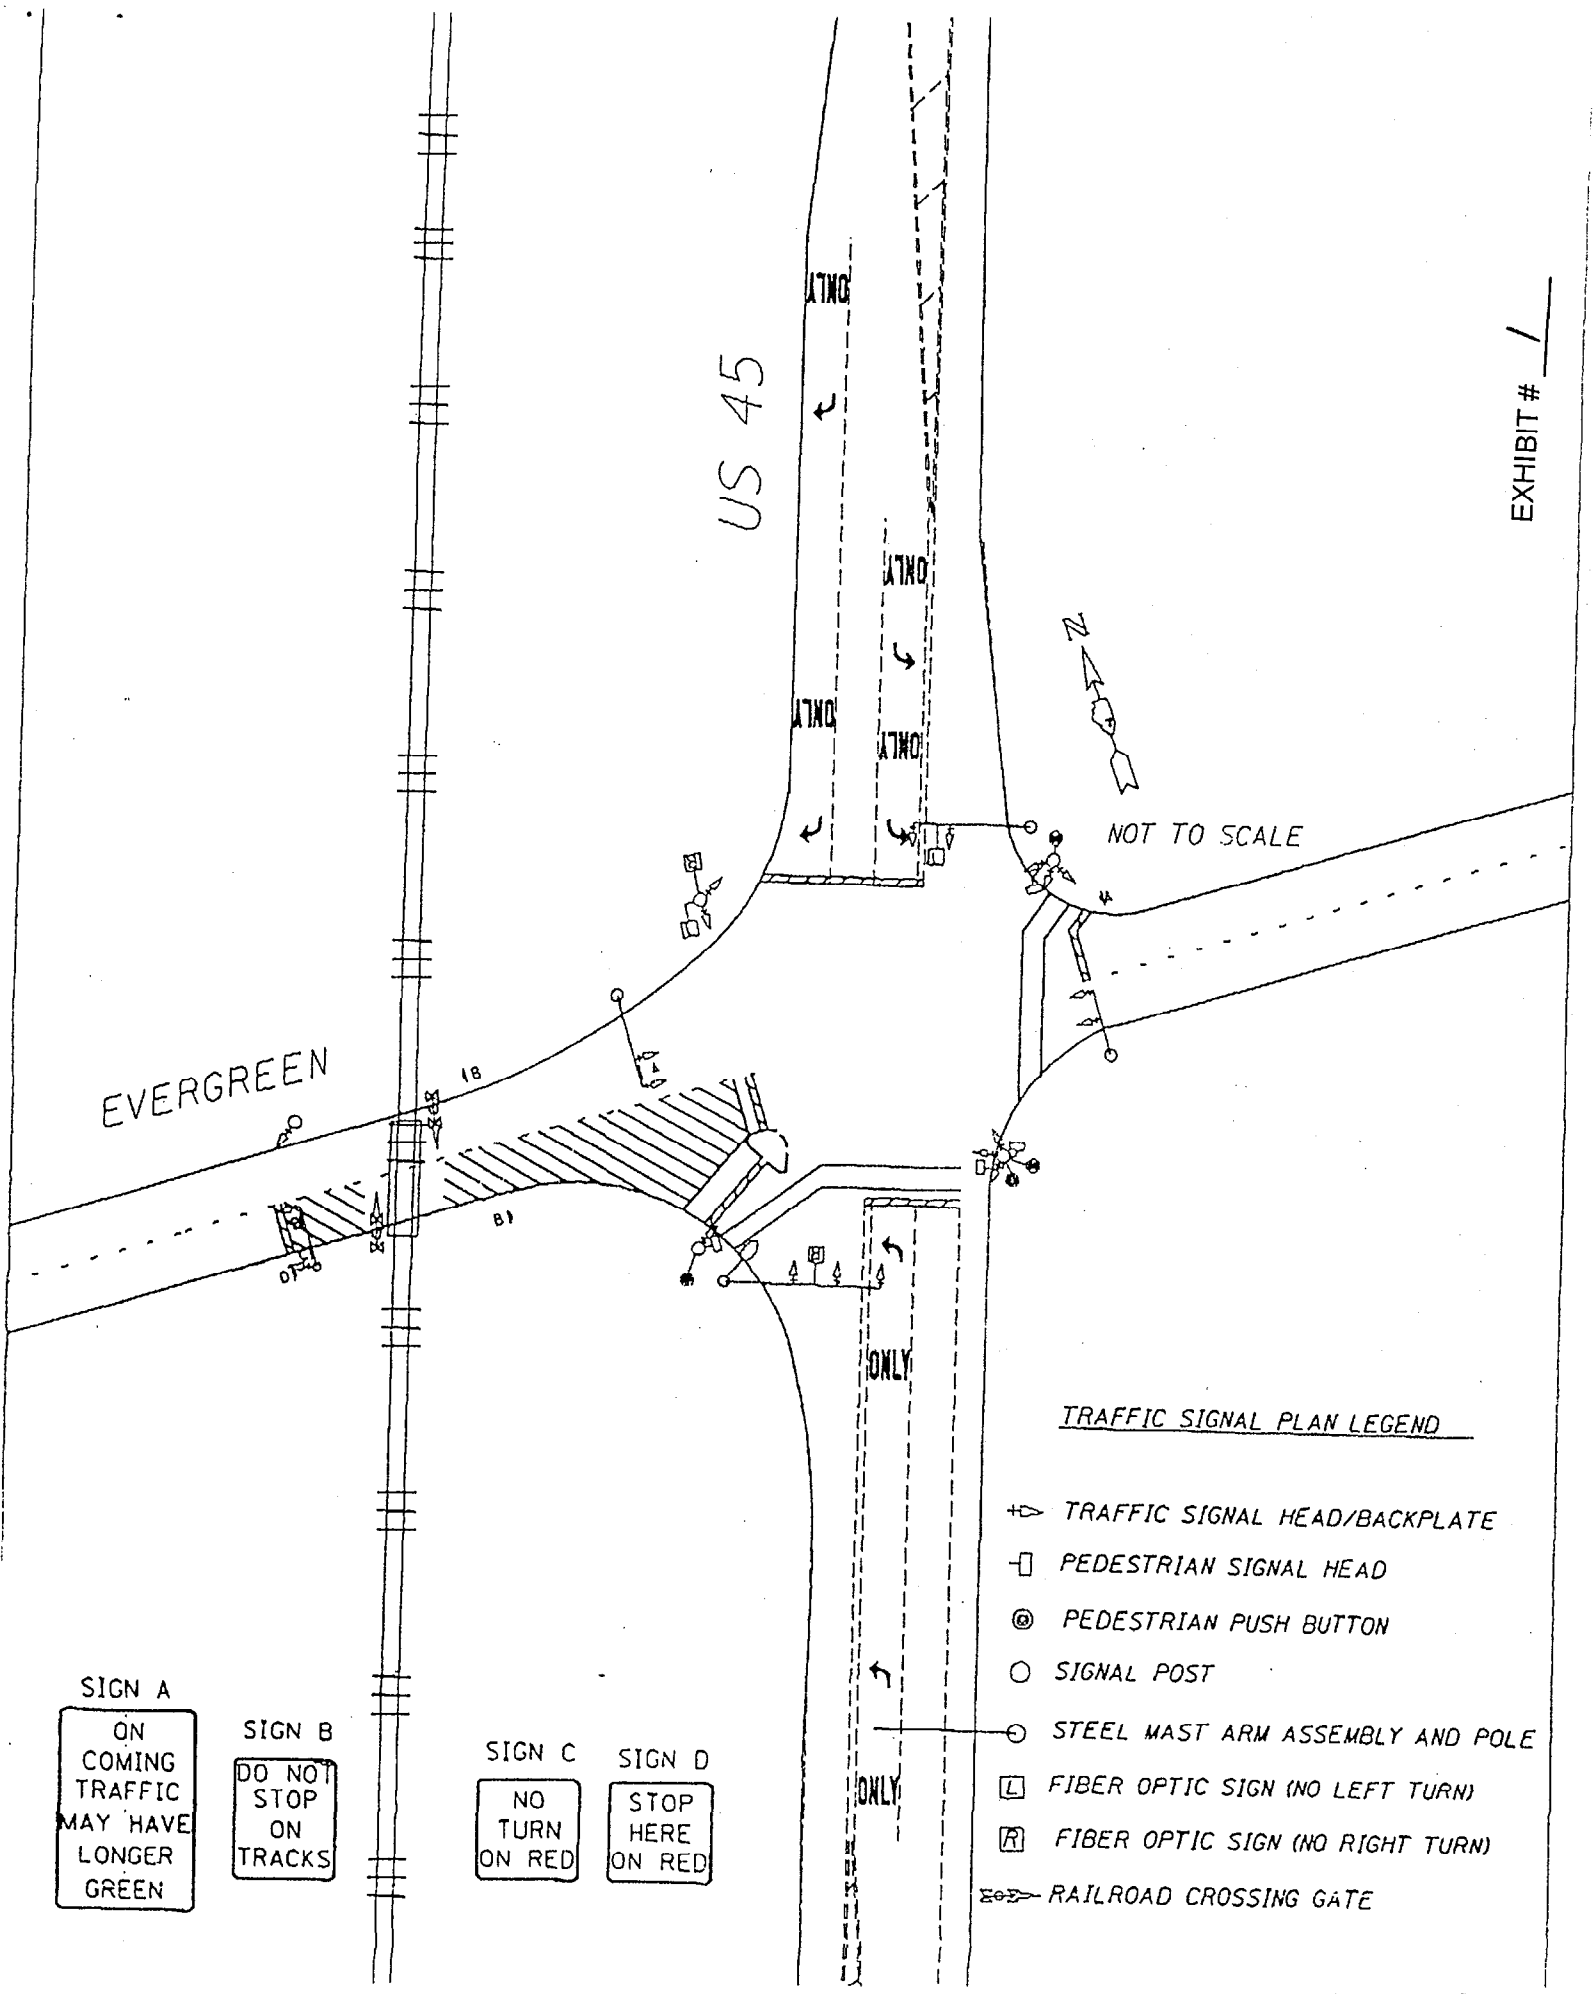 ONLY
US 45
EXHIBIT # 1
ONLY
N
ONLY
ONLY
NOT TO SCALE
R
L
A
EVERGREEN
B
B
D
R
ONLY
TRAFFIC SIGNAL PLAN LEGEND
TRAFFIC SIGNAL HEAD/BACKPLATE
PEDESTRIAN SIGNAL HEAD
PEDESTRIAN PUSH BUTTON
SIGNAL POST
STEEL MAST ARM ASSEMBLY AND POLE
L FIBER OPTIC SIGN (NO LEFT TURN)
R FIBER OPTIC SIGN (NO RIGHT TURN)
RAILROAD CROSSING GATE
ONLY
SIGN A
ON
COMING
TRAFFIC
MAY HAVE
LONGER
GREEN
SIGN B
DO NOT
STOP
ON
TRACKS
SIGN C
NO
TURN
ON RED
SIGN D
STOP
HERE
ON RED